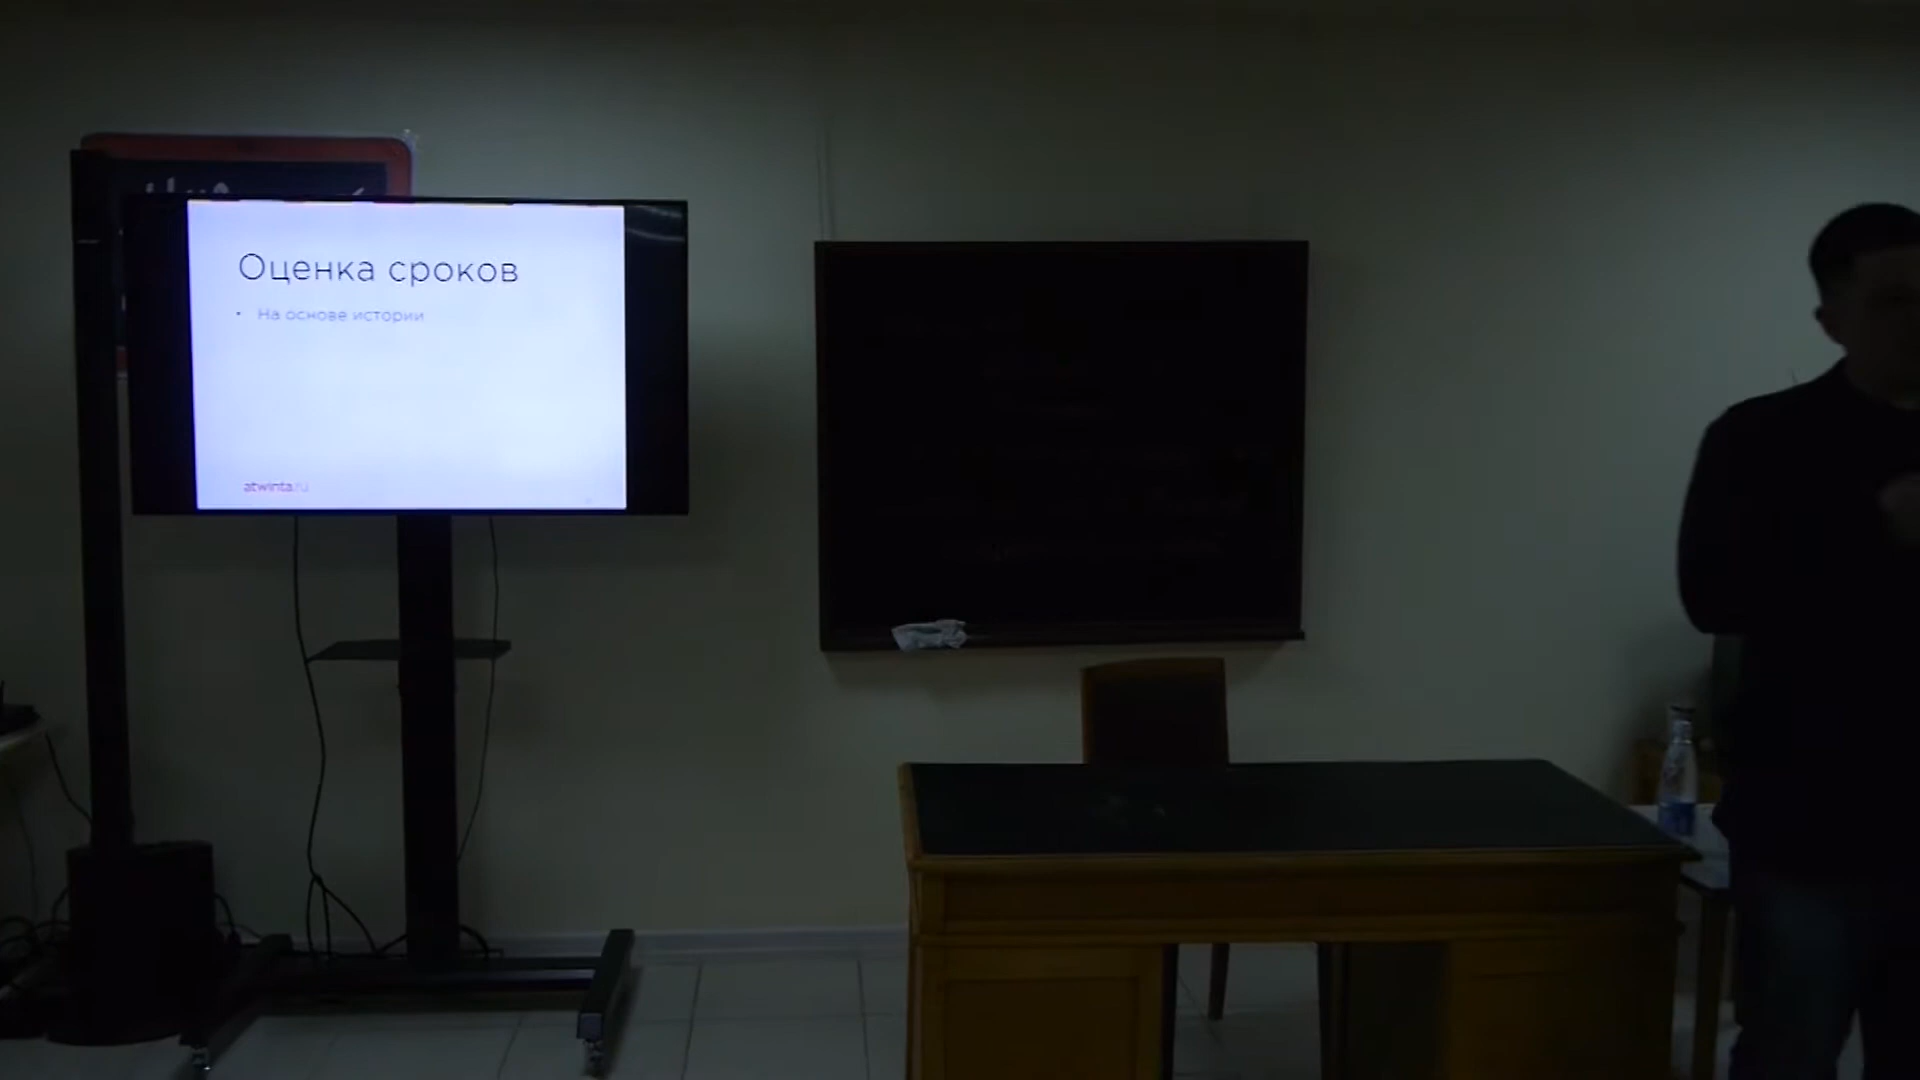 Оценка сроков
• На основе истории
atwinta.ru